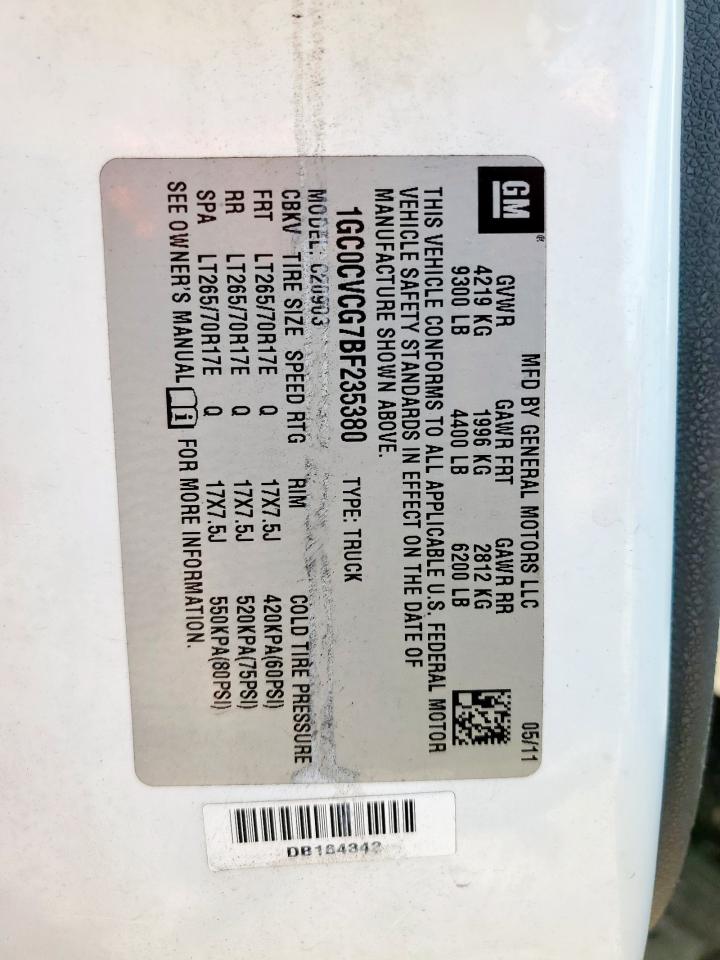 GM®
MFD BY GENERAL MOTORS LLC 05/11
GVWR GAWR FRT GAWR RR
4219 KG 1996 KG 2812 KG
9300 LB 4400 LB 6200 LB
THIS VEHICLE CONFORMS TO ALL APPLICABLE U.S. FEDERAL MOTOR
VEHICLE SAFETY STANDARDS IN EFFECT ON THE DATE OF
MANUFACTURE SHOWN ABOVE.
1GC0CVCG7BF235380 TYPE: TRUCK
MODEL: C20903
CBKV TIRE SIZE SPEED RTG RIM COLD TIRE PRESSURE
FRT LT265/70R17E Q 17X7.5J 420KPA(60PSI)
RR LT265/70R17E Q 17X7.5J 520KPA(75PSI)
SPA LT265/70R17E Q 17X7.5J 550KPA(80PSI)
SEE OWNER'S MANUAL i FOR MORE INFORMATION.
DB164342